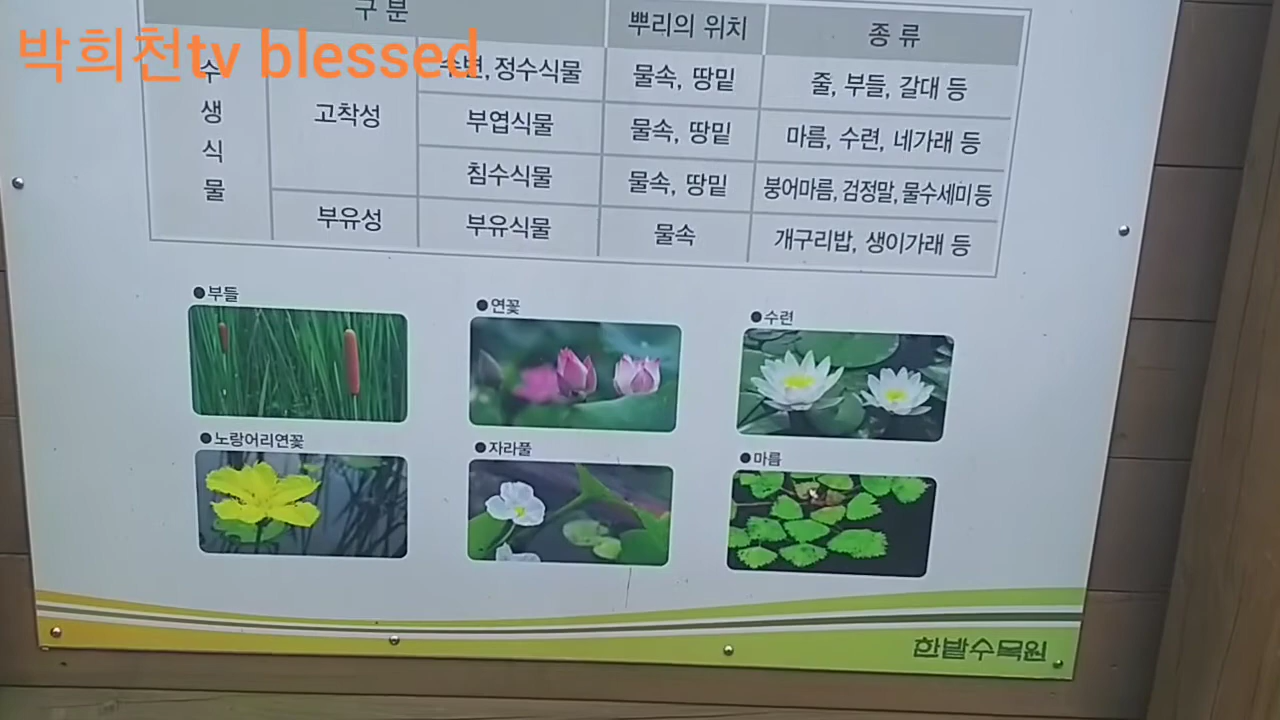 박희천tv blessed
구 분 뿌리의 위치 종 류
수생식물 고착성 수변, 정수식물 물속, 땅밑 줄, 부들, 갈대 등
부엽식물 물속, 땅밑 마름, 수련, 네가래 등
침수식물 물속, 땅밑 붕어마름, 검정말, 물수세미 등
부유성 부유식물 물속 개구리밥, 생이가래 등
●부들 ●연꽃 ●수련
●노랑어리연꽃 ●자라풀 ●마름
한밭수목원